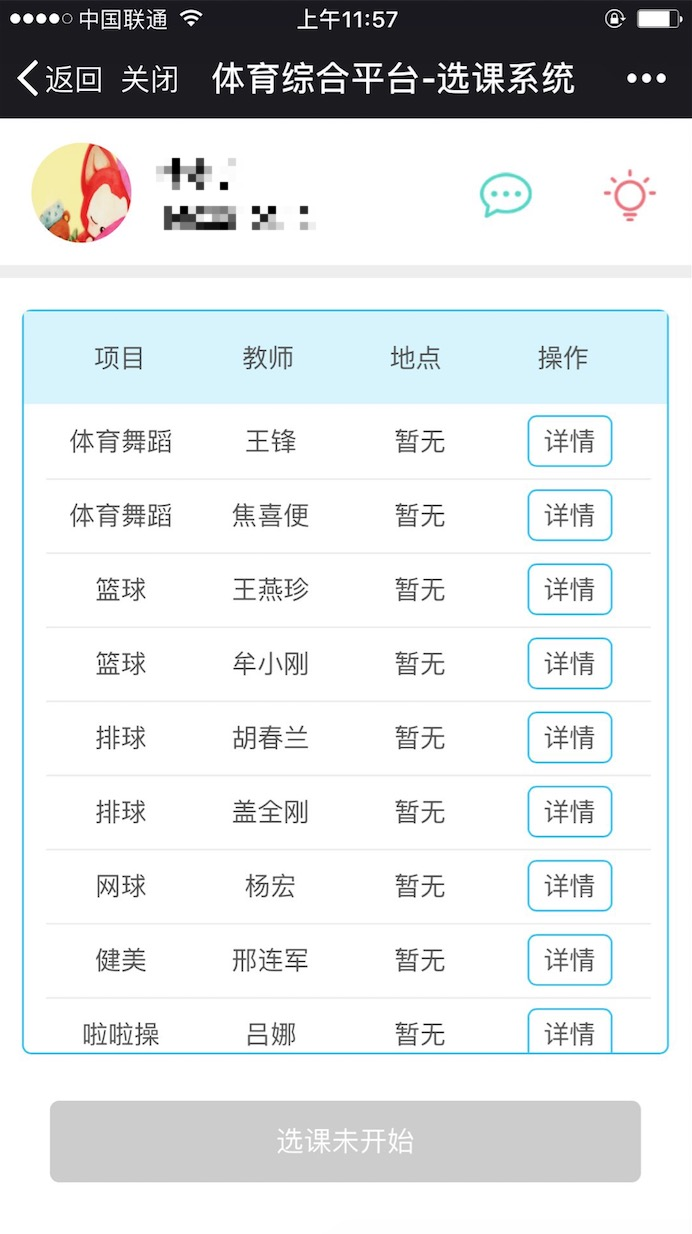 中国联通 上午11:57
返回 关闭 体育综合平台-选课系统
项目 教师 地点 操作
体育舞蹈 王锋 暂无 详情
体育舞蹈 焦喜便 暂无 详情
篮球 王燕珍 暂无 详情
篮球 牟小刚 暂无 详情
排球 胡春兰 暂无 详情
排球 盖全刚 暂无 详情
网球 杨宏 暂无 详情
健美 邢连军 暂无 详情
啦啦操 吕娜 暂无 详情
选课未开始